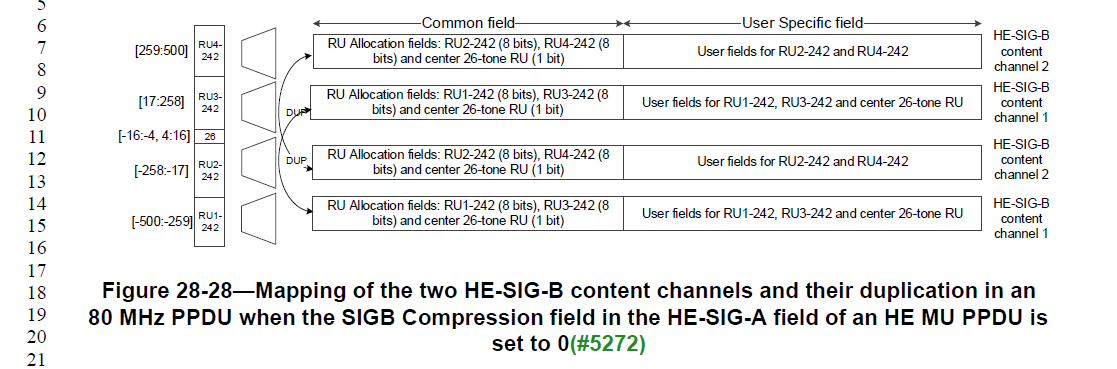 5
6
7
8
9
10
11
12
13
14
15
16
17
18
19
20
21
Common field
User Specific field
[259:500]
RU4-
242
RU Allocation fields: RU2-242 (8 bits), RU4-242 (8
bits) and center 26-tone RU (1 bit)
User fields for RU2-242 and RU4-242
HE-SIG-B
content
channel 2
[17:258]
RU3-
242
DUP
RU Allocation fields: RU1-242 (8 bits), RU3-242 (8
bits) and center 26-tone RU (1 bit)
User fields for RU1-242, RU3-242 and center 26-tone RU
HE-SIG-B
content
channel 1
[-16:-4, 4:16]
26
[-258:-17]
RU2-
242
DUP
RU Allocation fields: RU2-242 (8 bits), RU4-242 (8
bits) and center 26-tone RU (1 bit)
User fields for RU2-242 and RU4-242
HE-SIG-B
content
channel 2
[-500:-259]
RU1-
242
RU Allocation fields: RU1-242 (8 bits), RU3-242 (8
bits) and center 26-tone RU (1 bit)
User fields for RU1-242, RU3-242 and center 26-tone RU
HE-SIG-B
content
channel 1
Figure 28-28—Mapping of the two HE-SIG-B content channels and their duplication in an
80 MHz PPDU when the SIGB Compression field in the HE-SIG-A field of an HE MU PPDU is
set to 0(#5272)